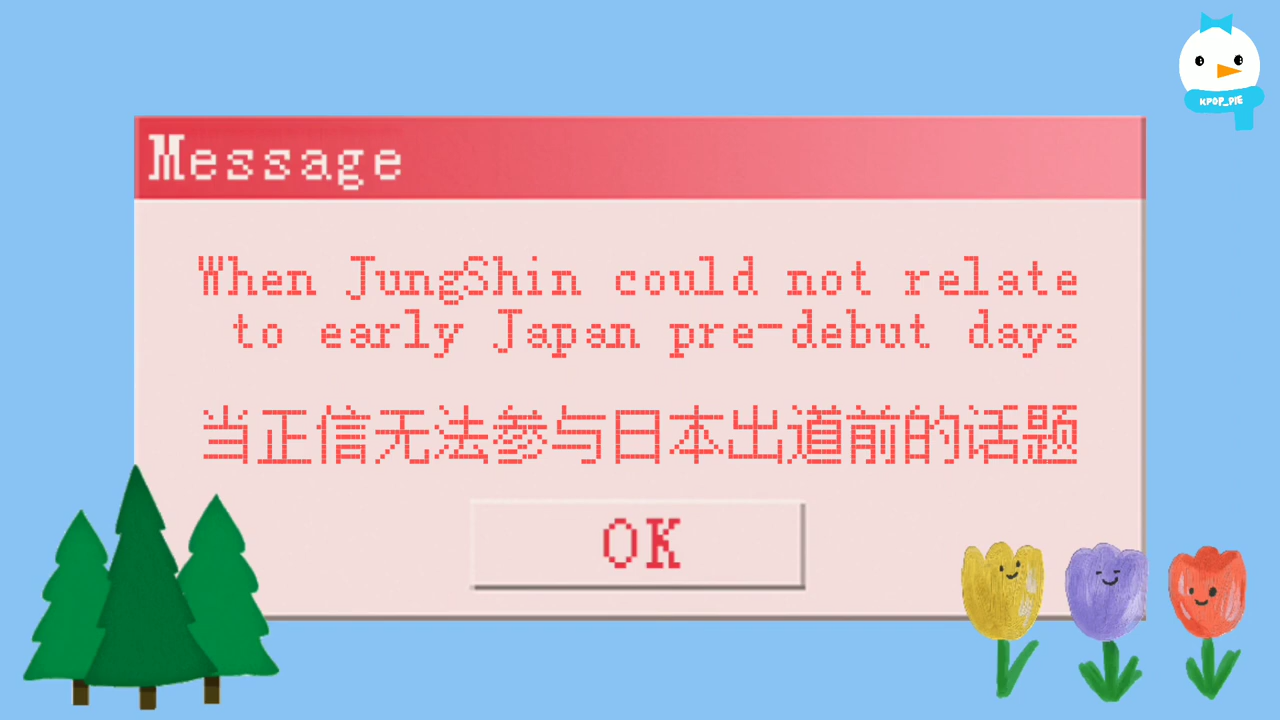 KPOP_PIE
Message
When JungShin could not relate
to early Japan pre-debut days
当正信无法参与日本出道前的话题
OK